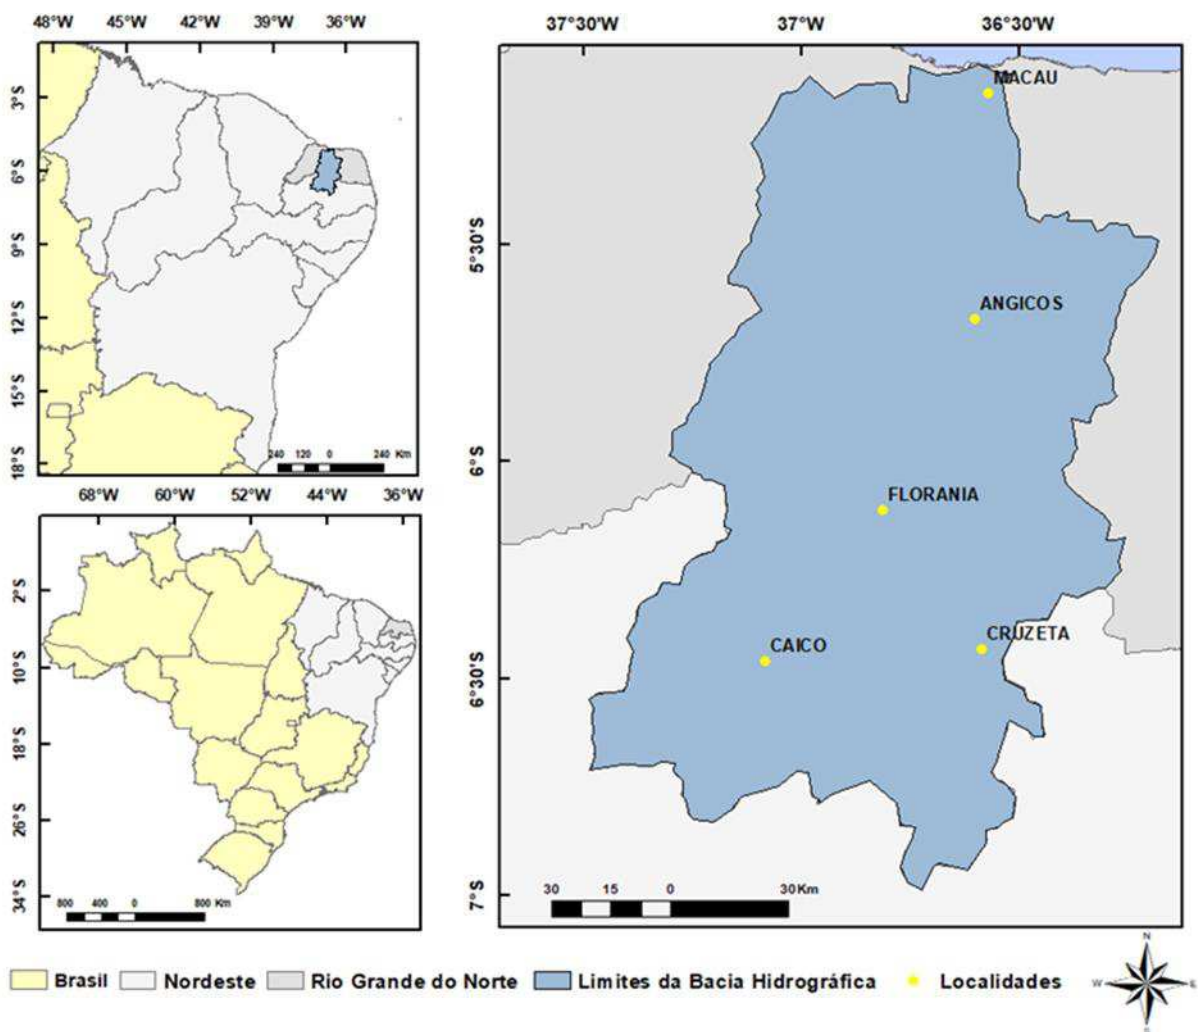 48°W 45°W 42°W 39°W 36°W
3°S
6°S
9°S
12°S
15°S
18°S
240 120 0 240 Km
68°W 60°W 52°W 44°W 36°W
2°S
10°S
18°S
26°S
34°S
800 400 0 800 Km
37°30'W 37°W 36°30'W
5°30'S
6°S
6°30'S
7°S
MACAU
ANGICOS
FLORANIA
CRUZETA
CAICO
30 15 0 30 Km
Brasil Nordeste Rio Grande do Norte Limites da Bacia Hidrográfica Localidades
N
W E
S